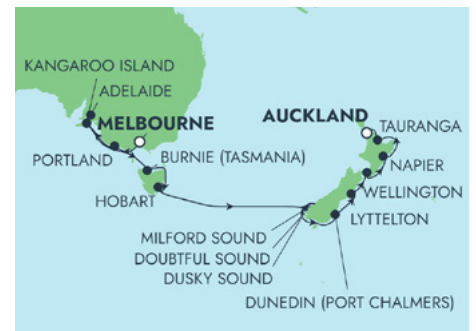 KANGAROO ISLAND
ADELAIDE
MELBOURNE
AUCKLAND
TAURANGA
PORTLAND
BURNIE (TASMANIA)
NAPIER
HOBART
WELLINGTON
LYTTELTON
MILFORD SOUND
DOUBTFUL SOUND
DUSKY SOUND
DUNEDIN (PORT CHALMERS)